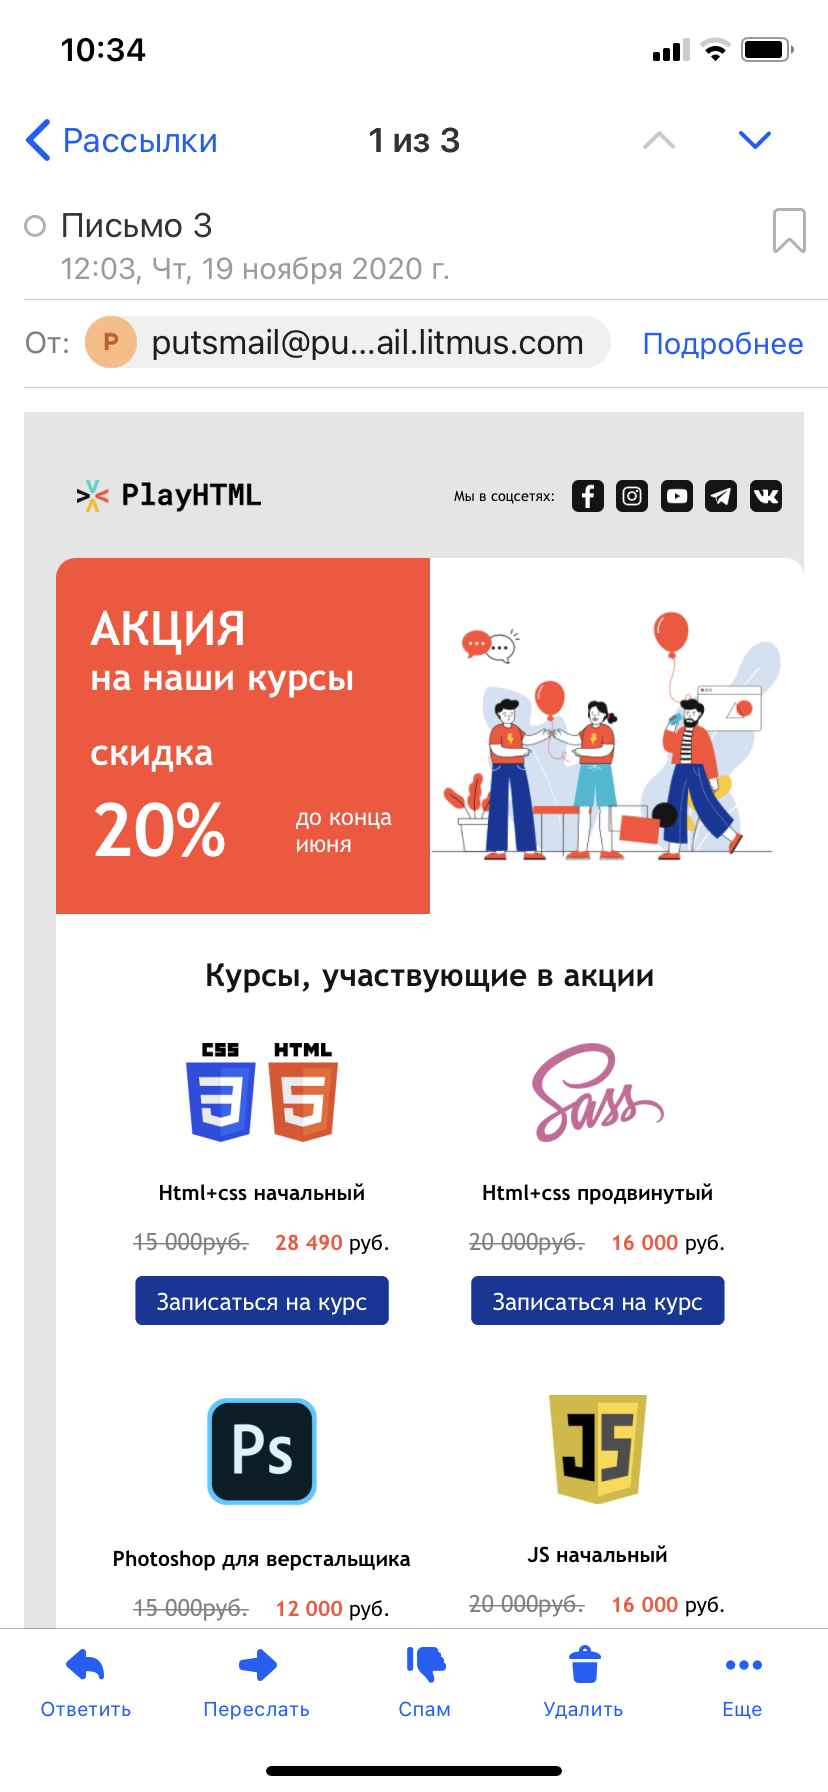 10:34
Рассылки
1 из 3
Письмо 3
12:03, Чт, 19 ноября 2020 г.
От: P putsmail@pu...ail.litmus.com Подробнее
PlayHTML
Мы в соцсетях:
АКЦИЯ
на наши курсы
скидка
20%
до конца
июня
Курсы, участвующие в акции
CSS HTML
3 5
Sass
Html+css начальный
Html+css продвинутый
15 000руб. 28 490 руб.
20 000руб. 16 000 руб.
Записаться на курс
Записаться на курс
Ps
JS
Photoshop для верстальщика
JS начальный
15 000руб. 12 000 руб.
20 000руб. 16 000 руб.
Ответить
Переслать
Спам
Удалить
Еще